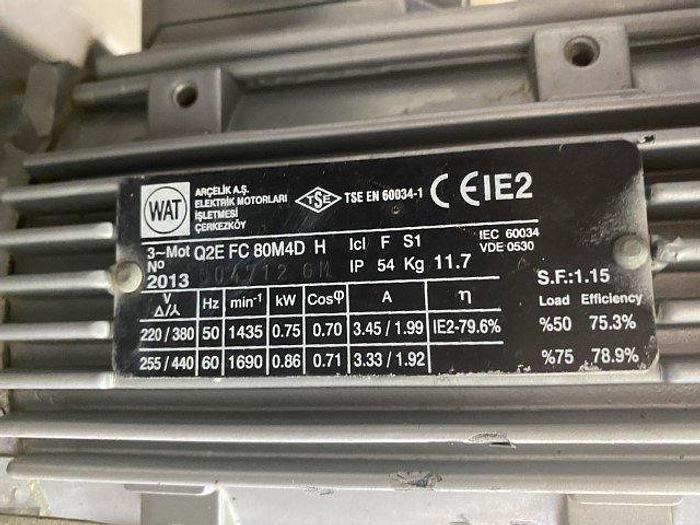 WAT
ARÇELİK A.Ş.
ELEKTRİK MOTORLARI
İŞLETMESİ
ÇERKEZKÖY
TSE
TSE EN 60034-1 CE IE2
3~Mot Q2E FC 80M4D H Icl F S1 IEC 60034
VDE 0530
No
2013 504712 GM IP 54 Kg 11.7 S.F.:1.15
V Δ/⅄ Hz min-1 kW Cosφ A η Load Efficiency
220 / 380 50 1435 0.75 0.70 3.45 / 1.99 IE2-79.6% %50 75.3%
255 / 440 60 1690 0.86 0.71 3.33 / 1.92 %75 78.9%